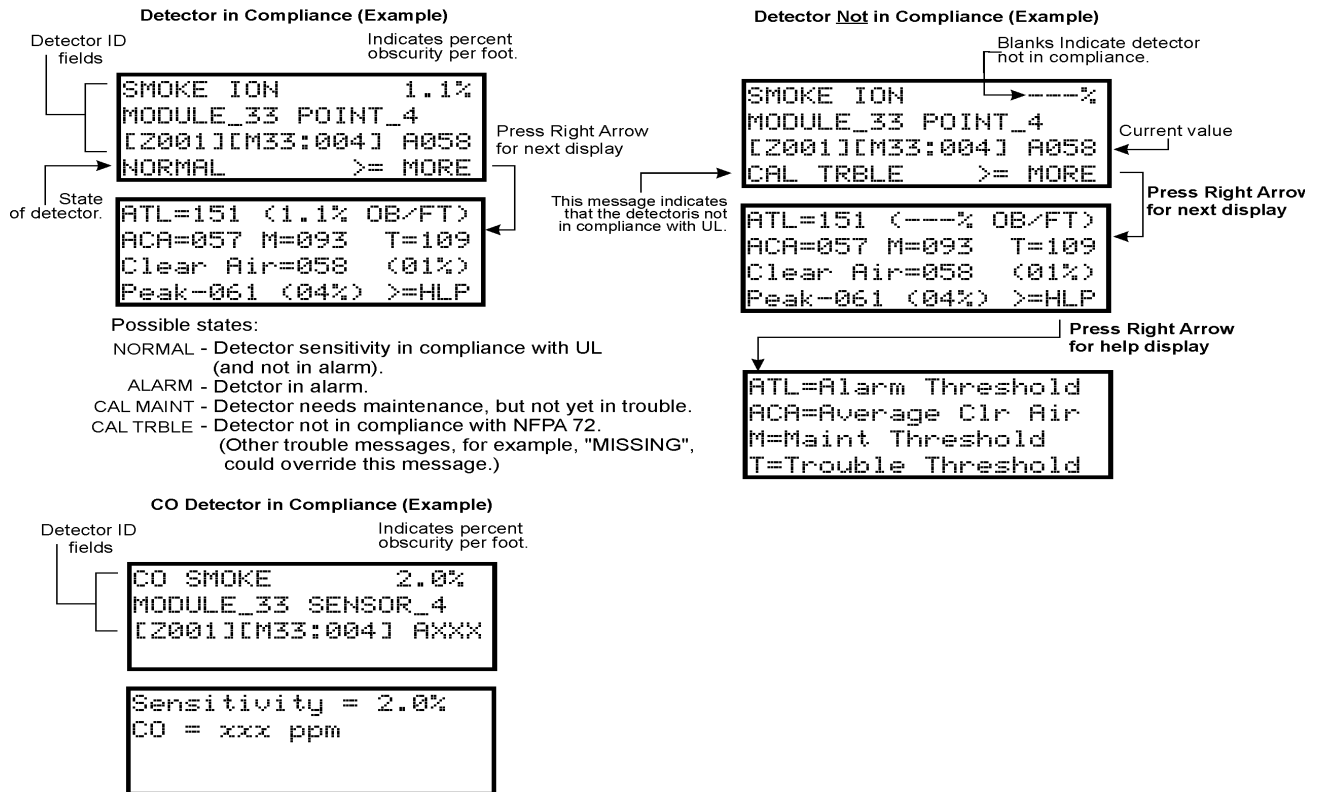 Detector in Compliance (Example)
Detector ID
fields
Indicates percent
obscurity per foot.
SMOKE ION 1.1%
MODULE_33 POINT_4
[Z001][M33:004] A058
NORMAL >= MORE
State
of detector.
Press Right Arrow
for next display
ATL=151 (1.1% OB/FT)
ACA=057 M=093 T=109
Clear Air=058 (01%)
Peak-061 (04%) >=HLP
Possible states:
NORMAL - Detector sensitivity in compliance with UL
(and not in alarm).
ALARM - Detctor in alarm.
CAL MAINT - Detector needs maintenance, but not yet in trouble.
CAL TRBLE - Detector not in compliance with NFPA 72.
(Other trouble messages, for example, "MISSING",
could override this message.)
Detector Not in Compliance (Example)
Blanks Indicate detector
not in compliance.
SMOKE ION ---%
MODULE_33 POINT_4
[Z001][M33:004] A058
CAL TRBLE >= MORE
Current value
This message indicates
that the detectoris not
in compliance with UL.
Press Right Arrow
for next display
ATL=151 (---% OB/FT)
ACA=057 M=093 T=109
Clear Air=058 (01%)
Peak-061 (04%) >=HLP
Press Right Arrow
for help display
ATL=Alarm Threshold
ACA=Average Clr Air
M=Maint Threshold
T=Trouble Threshold
CO Detector in Compliance (Example)
Detector ID
fields
Indicates percent
obscurity per foot.
CO SMOKE 2.0%
MODULE_33 SENSOR_4
[Z001][M33:004] AXXX
Sensitivity = 2.0%
CO = xxx ppm